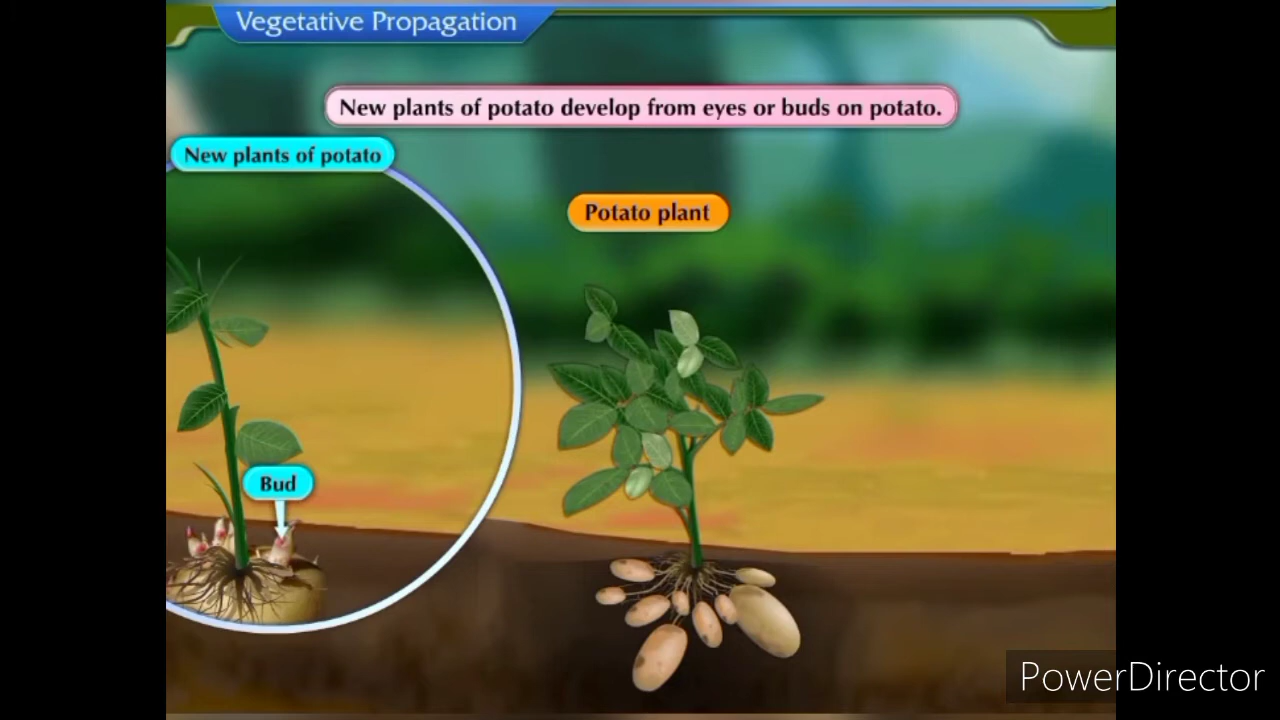 Vegetative Propagation
New plants of potato develop from eyes or buds on potato.
New plants of potato
Potato plant
Bud
PowerDirector